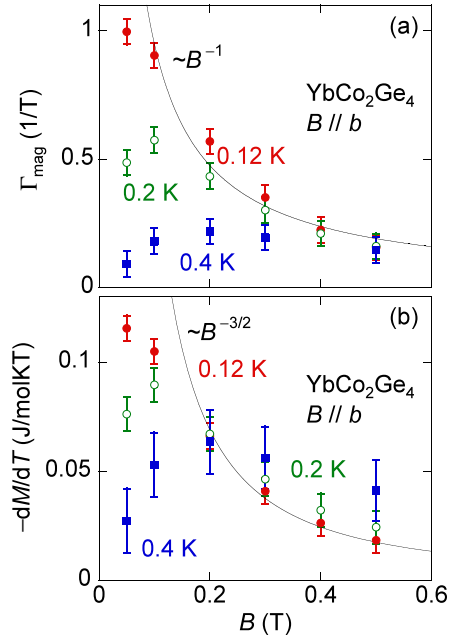 1
0.5
0
Γmag (1/T)
(a)
~B⁻¹
YbCo₂Ge₄
B // b
0.12 K
0.2 K
0.4 K
0.1
0.05
0
–dM/dT (J/molKT)
(b)
~B⁻³/²
YbCo₂Ge₄
B // b
0.12 K
0.2 K
0.4 K
0 0.2 0.4 0.6
B (T)